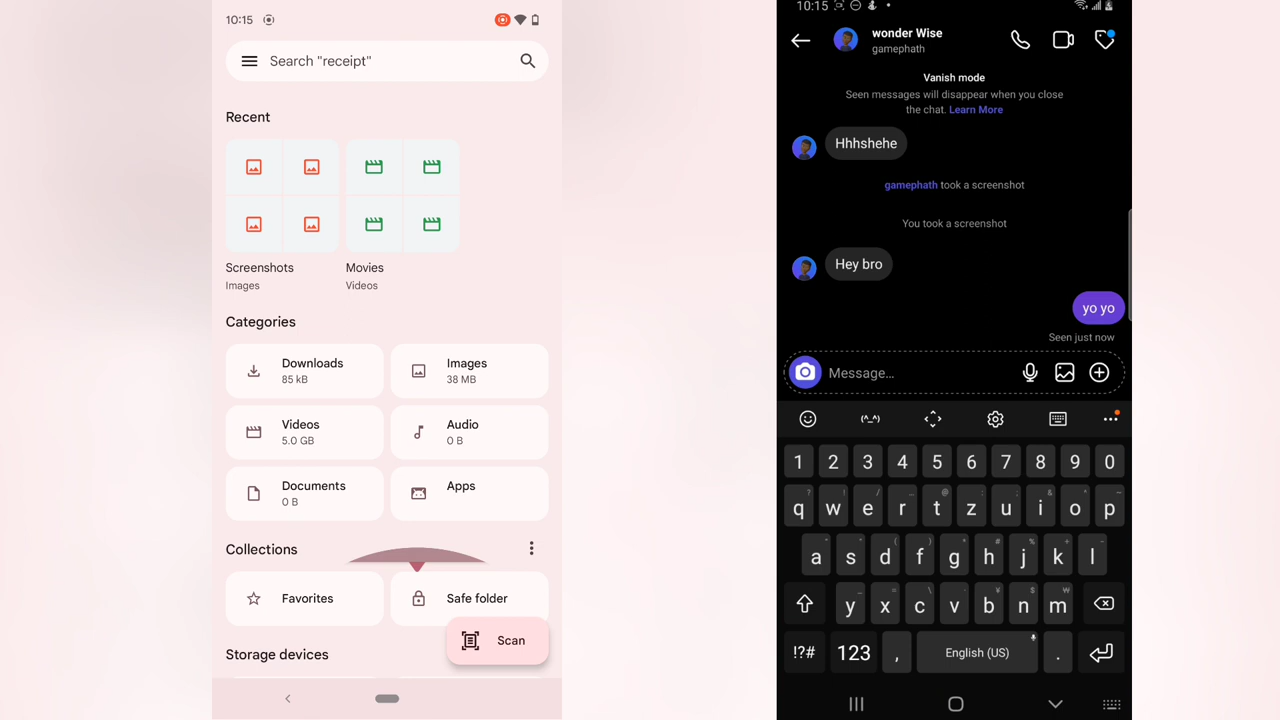 10:15
Search "receipt"
Recent
Screenshots
Images
Movies
Videos
Categories
Downloads
85 kB
Images
38 MB
Videos
5.0 GB
Audio
0 B
Documents
0 B
Apps
Collections
Favorites
Safe folder
Scan
Storage devices
10:15
wonder Wise
gamephath
Vanish mode
Seen messages will disappear when you close
the chat. Learn More
Hhhshehe
gamephath took a screenshot
You took a screenshot
Hey bro
yo yo
Seen just now
Message...
(^_^)
1 2 3 4 5 6 7 8 9 0
q w e r t z u i o p
a s d f g h j k l
y x c v b n m
!?# 123 , English (US) .